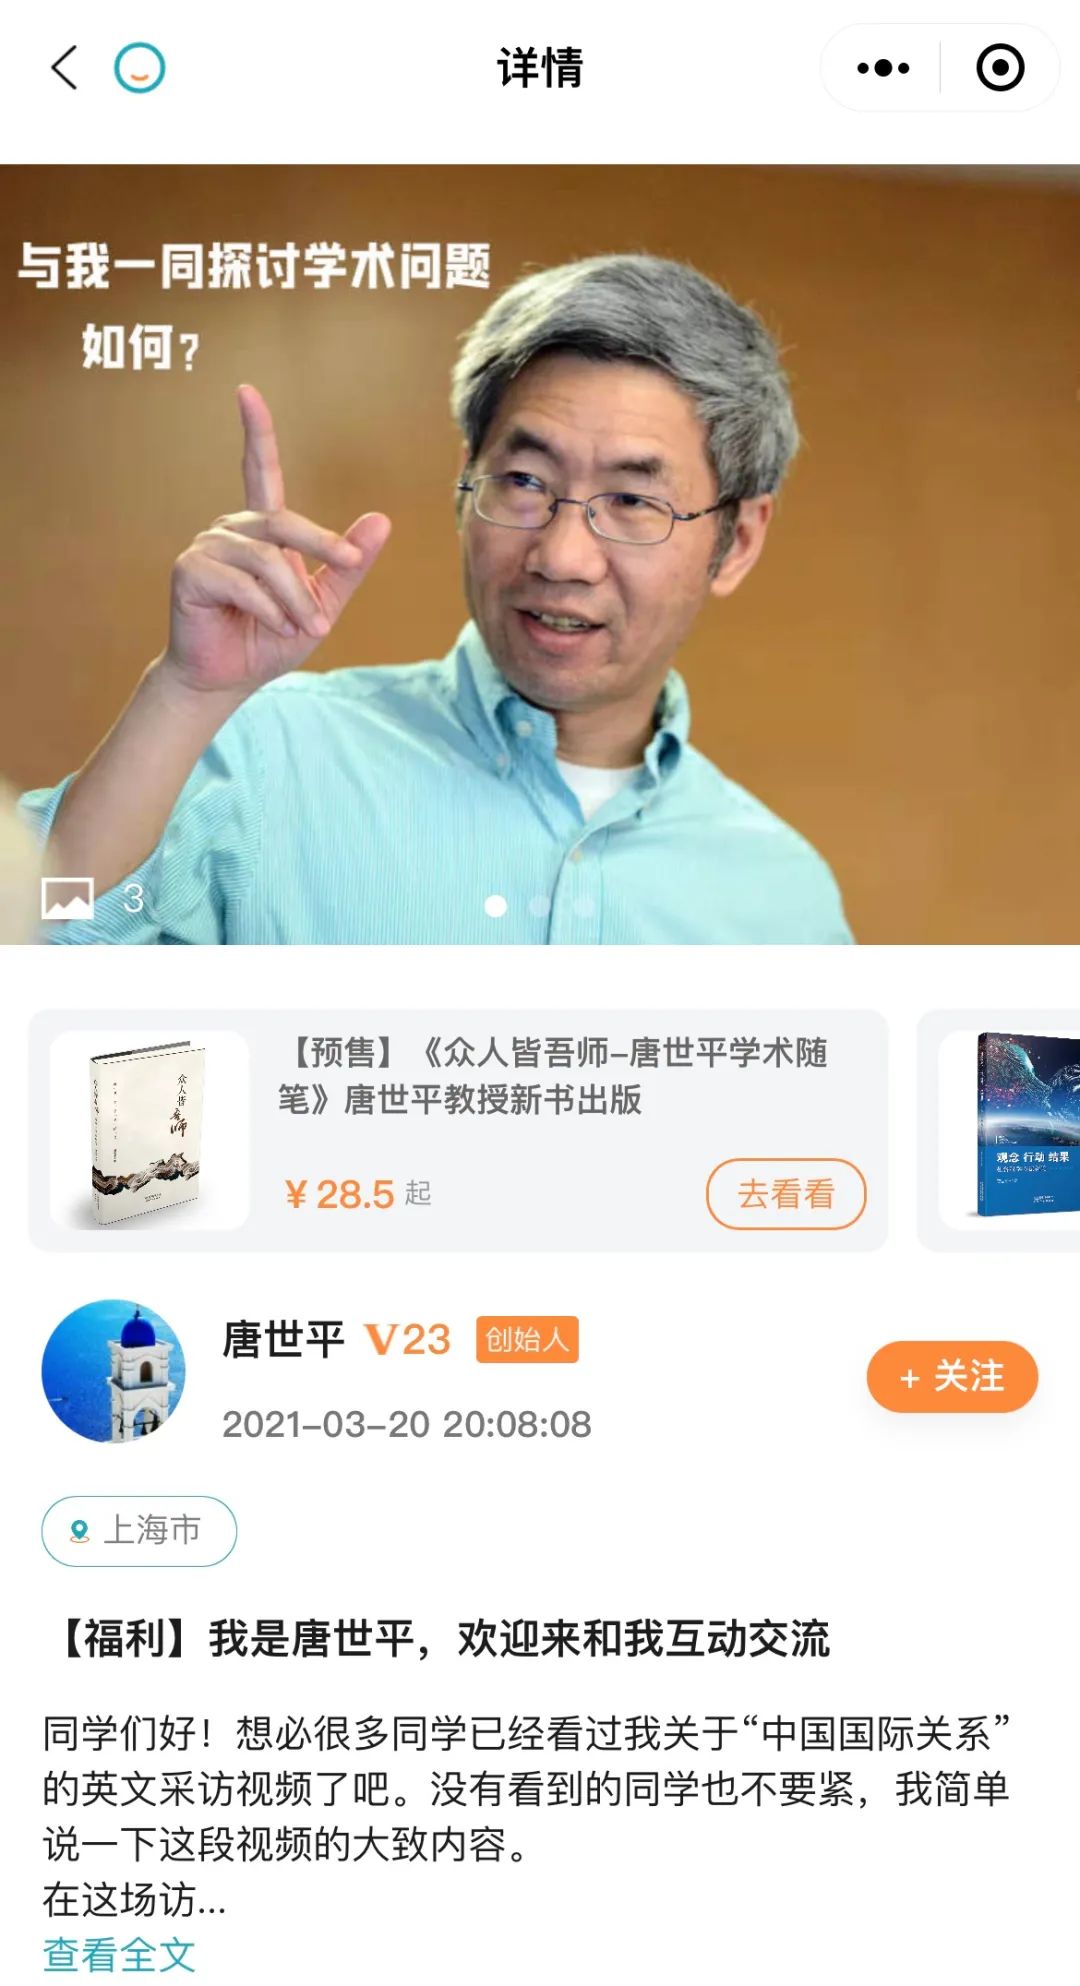 详情
与我一同探讨学术问题
如何？
3
【预售】《众人皆吾师–唐世平学术随
笔》唐世平教授新书出版
¥ 28.5 起
去看看
众人皆
吾师
观念 行动 结果
唐世平 V23 创始人
+ 关注
2021–03–20 20:08:08
上海市
【福利】我是唐世平，欢迎来和我互动交流
同学们好！想必很多同学已经看过我关于“中国国际关系”
的英文采访视频了吧。没有看到的同学也不要紧，我简单
说一下这段视频的大致内容。
在这场访...
查看全文